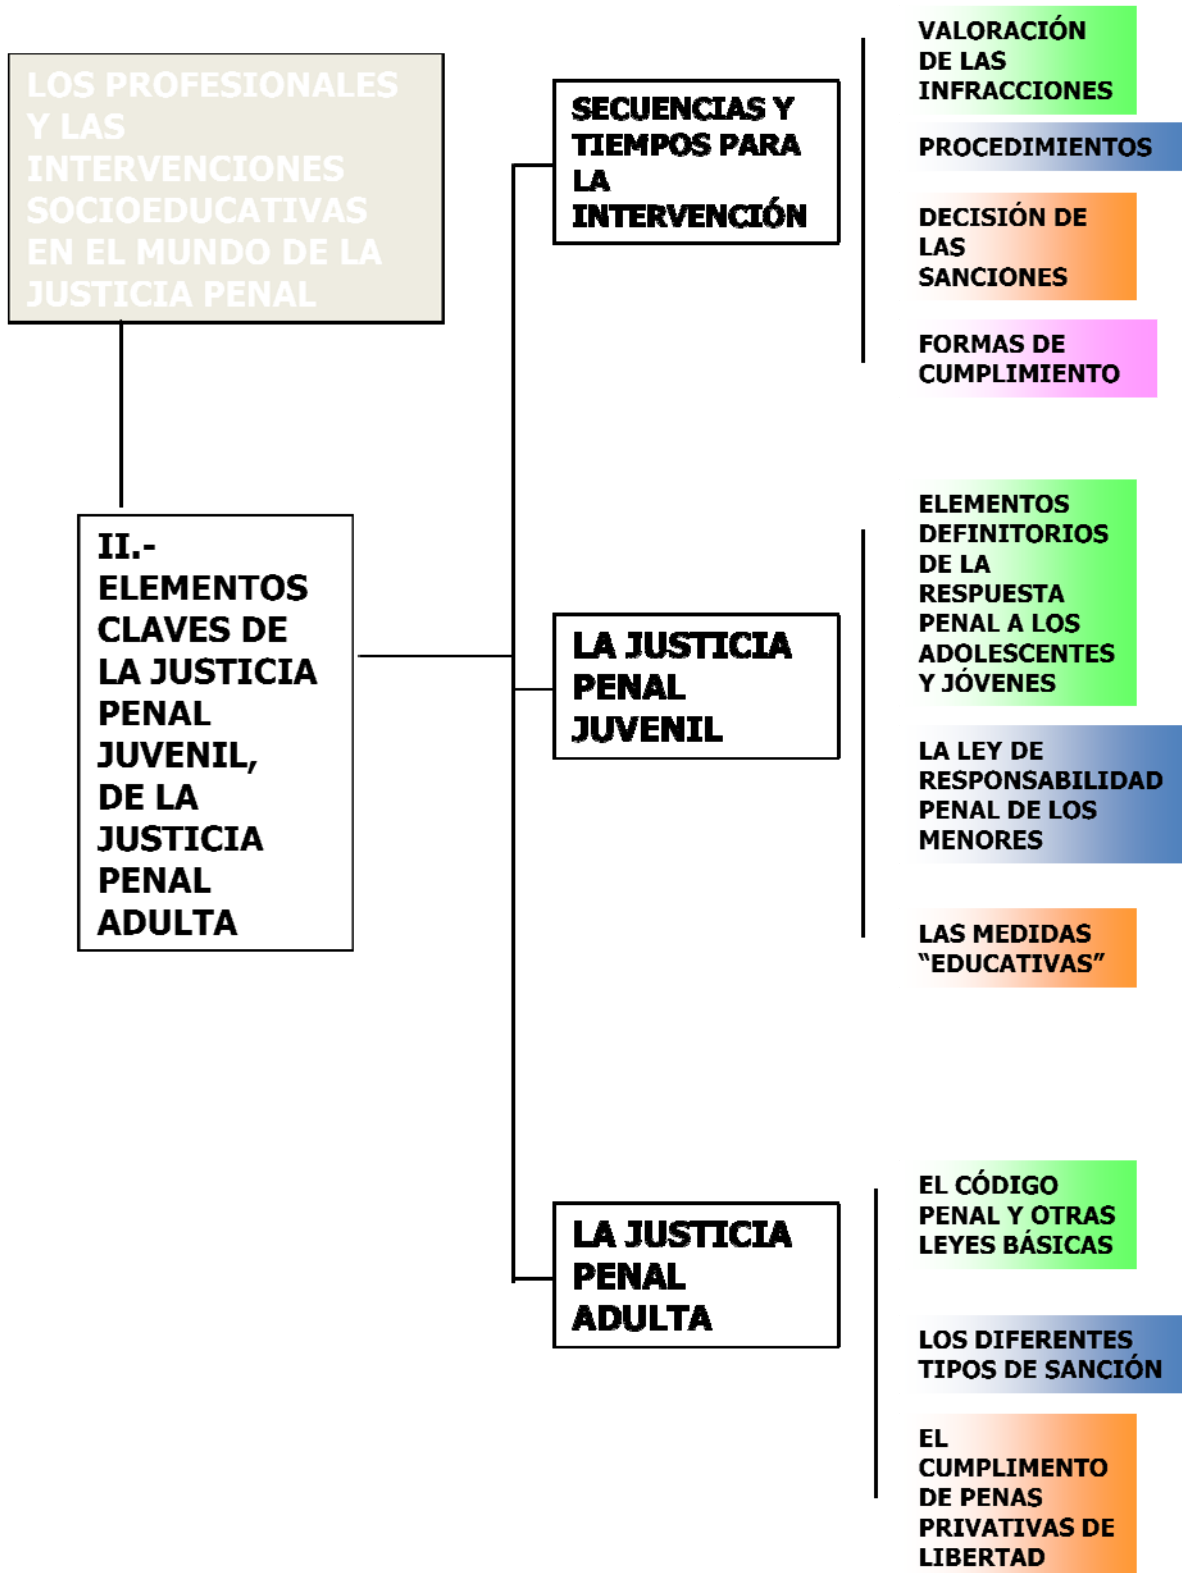 LOS PROFESIONALES
Y LAS
INTERVENCIONES
SOCIOEDUCATIVAS
EN EL MUNDO DE LA
JUSTICIA PENAL
II.-
ELEMENTOS
CLAVES DE
LA JUSTICIA
PENAL
JUVENIL,
DE LA
JUSTICIA
PENAL
ADULTA
SECUENCIAS Y
TIEMPOS PARA
LA
INTERVENCIÓN
VALORACIÓN
DE LAS
INFRACCIONES
PROCEDIMIENTOS
DECISIÓN DE
LAS
SANCIONES
FORMAS DE
CUMPLIMIENTO
LA JUSTICIA
PENAL
JUVENIL
ELEMENTOS
DEFINITORIOS
DE LA
RESPUESTA
PENAL A LOS
ADOLESCENTES
Y JÓVENES
LA LEY DE
RESPONSABILIDAD
PENAL DE LOS
MENORES
LAS MEDIDAS
“EDUCATIVAS”
LA JUSTICIA
PENAL
ADULTA
EL CÓDIGO
PENAL Y OTRAS
LEYES BÁSICAS
LOS DIFERENTES
TIPOS DE SANCIÓN
EL
CUMPLIMENTO
DE PENAS
PRIVATIVAS DE
LIBERTAD